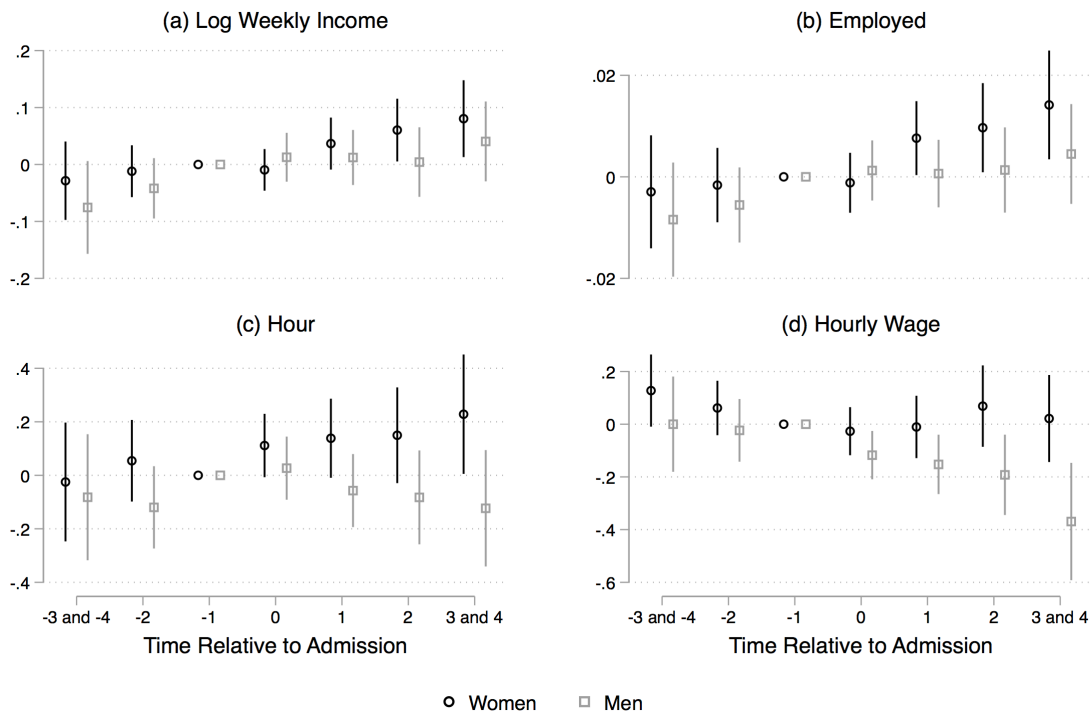 (a) Log Weekly Income
.2
.1
0
-.1
-.2
(b) Employed
.02
0
-.02
(c) Hour
.4
.2
0
-.2
-.4
-3 and -4 -2 -1 0 1 2 3 and 4
Time Relative to Admission
(d) Hourly Wage
.2
0
-.2
-.4
-.6
-3 and -4 -2 -1 0 1 2 3 and 4
Time Relative to Admission
Women Men